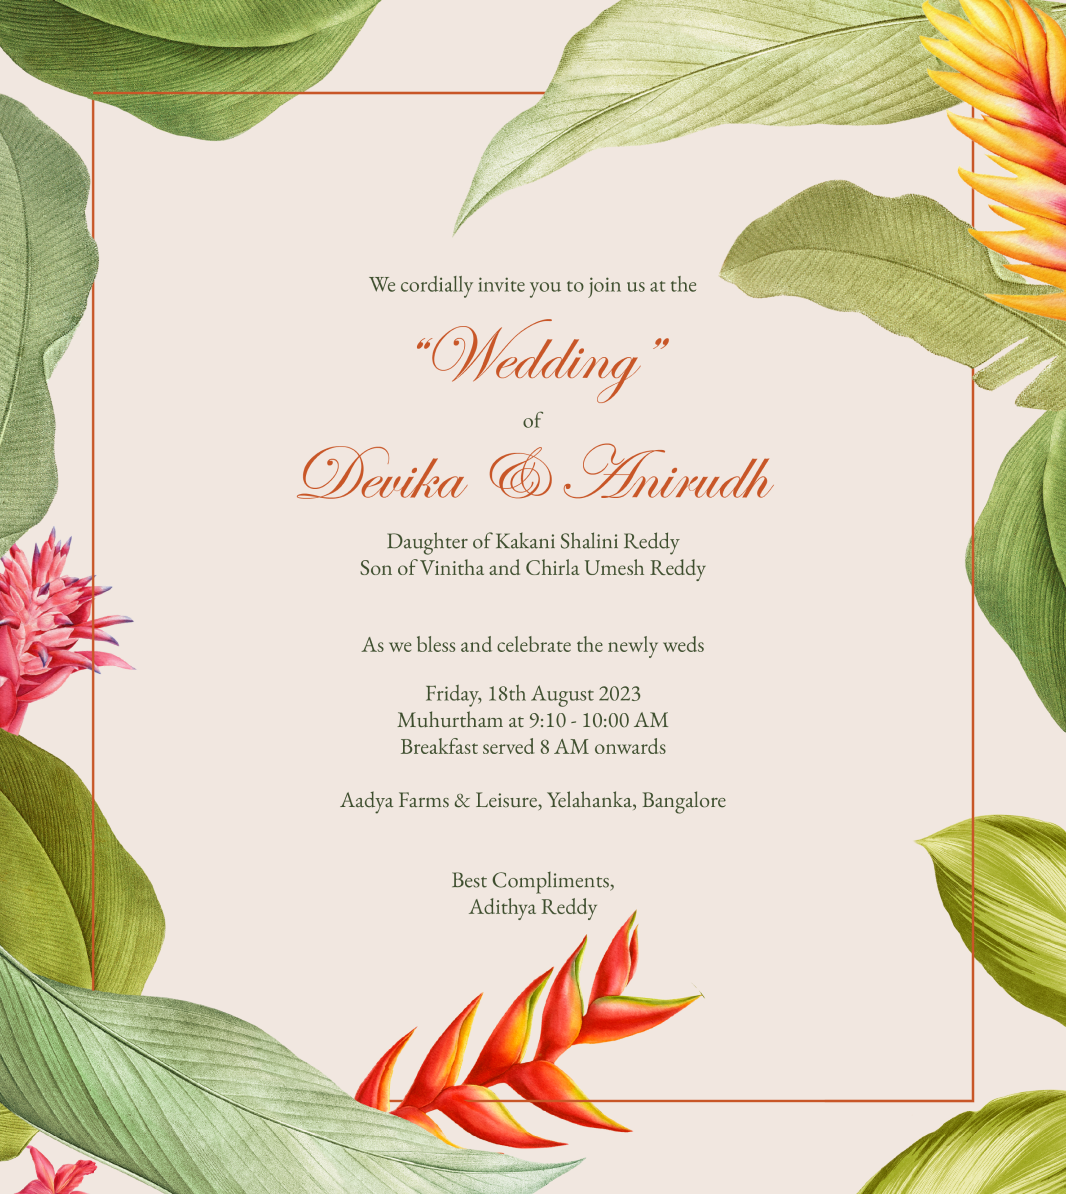 We cordially invite you to join us at the
“Wedding”
of
Devika & Anirudh
Daughter of Kakani Shalini Reddy
Son of Vinitha and Chirla Umesh Reddy
As we bless and celebrate the newly weds
Friday, 18th August 2023
Muhurtham at 9:10 - 10:00 AM
Breakfast served 8 AM onwards
Aadya Farms & Leisure, Yelahanka, Bangalore
Best Compliments,
Adithya Reddy